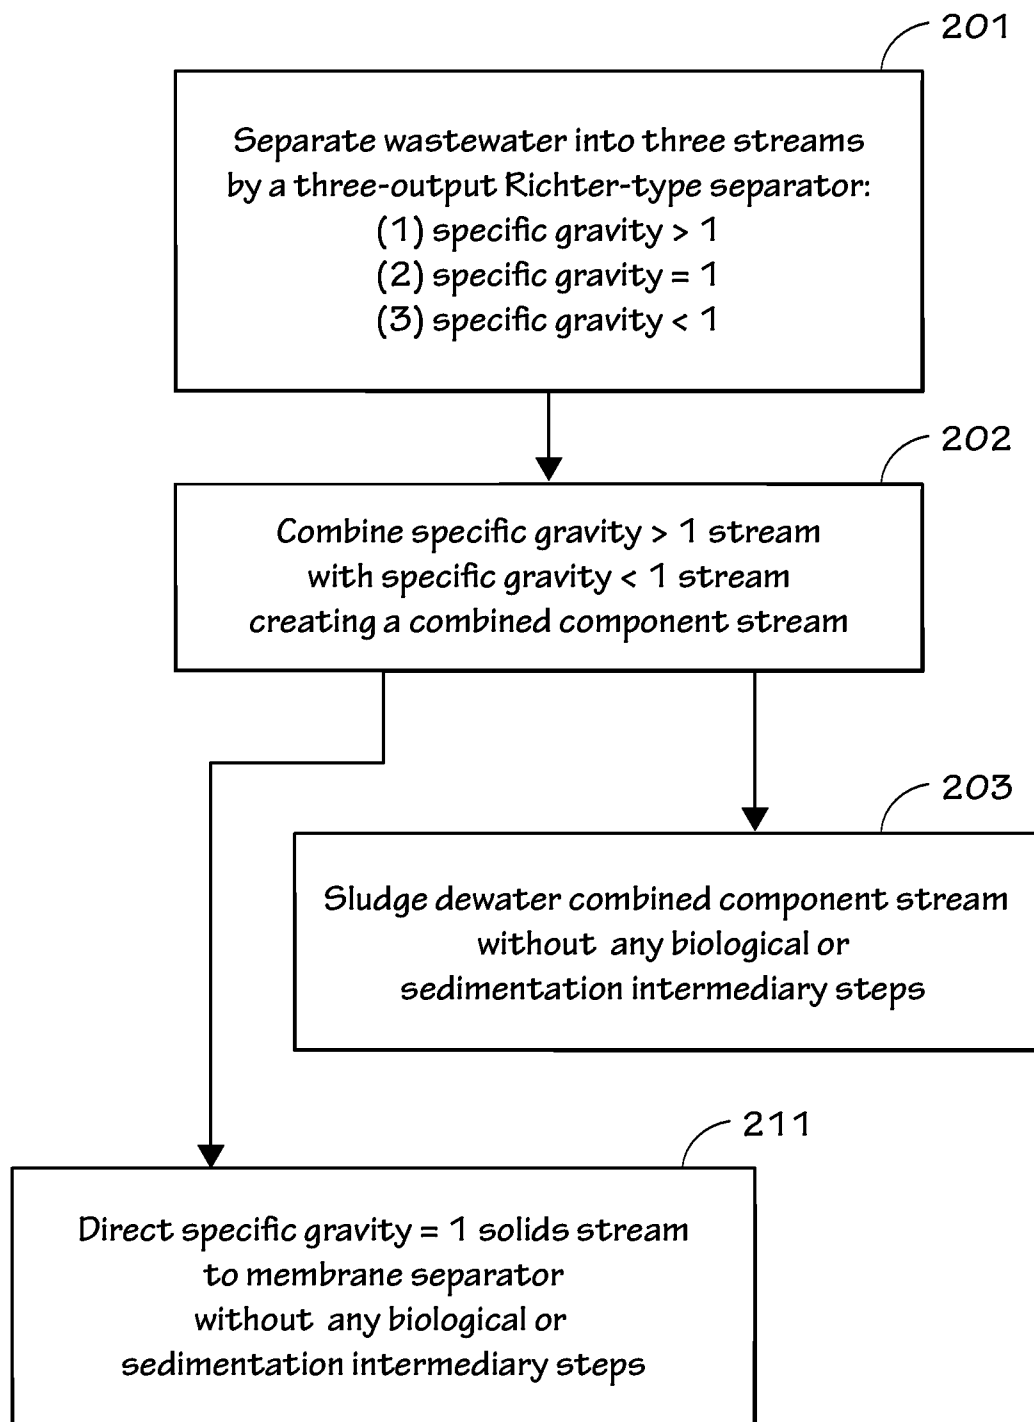 201
Separate wastewater into three streams
by a three-output Richter-type separator:
(1) specific gravity > 1
(2) specific gravity = 1
(3) specific gravity < 1
202
Combine specific gravity > 1 stream
with specific gravity < 1 stream
creating a combined component stream
203
Sludge dewater combined component stream
without any biological or
sedimentation intermediary steps
211
Direct specific gravity = 1 solids stream
to membrane separator
without any biological or
sedimentation intermediary steps